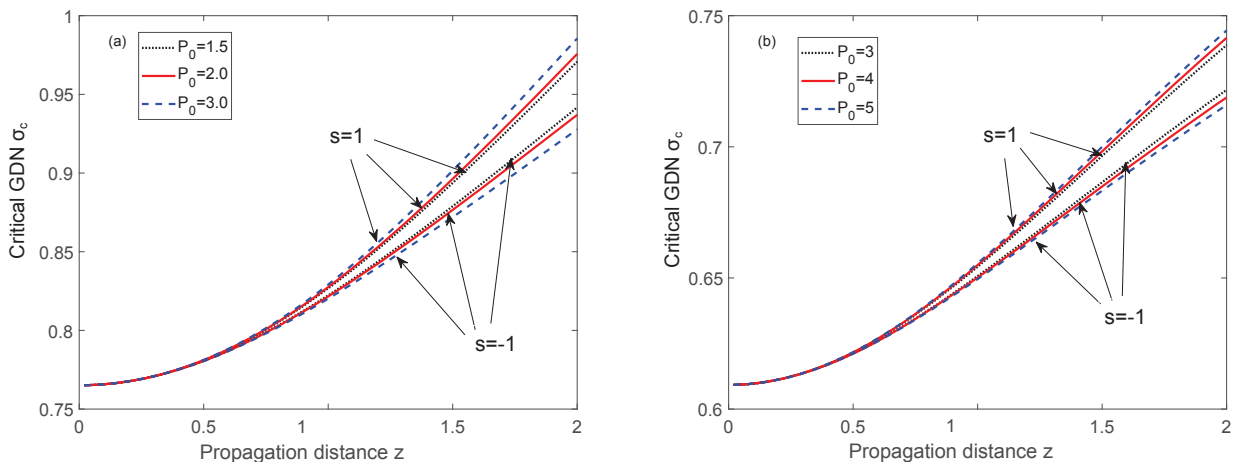 (a)
P0=1.5
P0=2.0
P0=3.0
s=1
s=-1
Critical GDN σc
1
0.95
0.9
0.85
0.8
0.75
0
0.5
1
1.5
2
Propagation distance z
(b)
P0=3
P0=4
P0=5
s=1
s=-1
Critical GDN σc
0.75
0.7
0.65
0.6
0
0.5
1
1.5
2
Propagation distance z